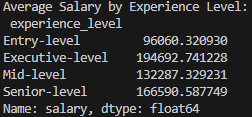 Average Salary by Experience Level:
experience_level
Entry-level 96060.320930
Executive-level 194692.741228
Mid-level 132287.329231
Senior-level 166590.587749
Name: salary, dtype: float64